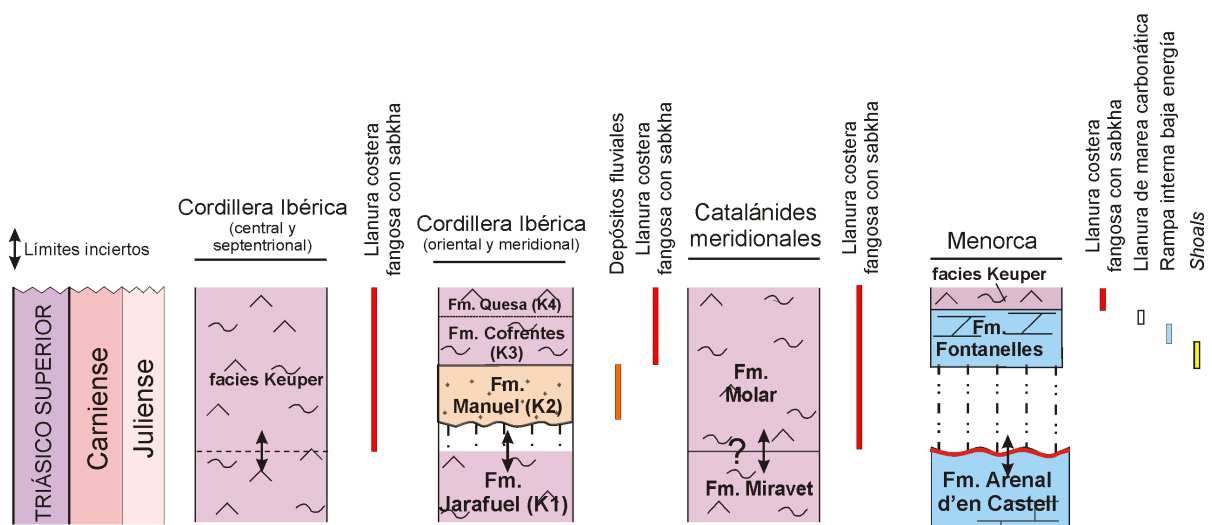 Límites inciertos
TRIÁSICO SUPERIOR
Carniense
Juliense
Cordillera Ibérica
(central y
septentrional)
facies Keuper
Llanura costera
fangosa con sabkha
Cordillera Ibérica
(oriental y meridional)
Fm. Quesa (K4)
Fm. Cofrentes
(K3)
Fm.
Manuel (K2)
Fm.
Jarafuel (K1)
Depósitos fluviales
Llanura costera
fangosa con sabkha
Catalánides
meridionales
Fm.
Molar
?
Fm. Miravet
Llanura costera
fangosa con sabkha
Menorca
facies Keuper
Fm.
Fontanelles
Fm. Arenal
d'en Castell
Llanura costera
fangosa con sabkha
Llanura de marea carbonática
Rampa interna baja energía
Shoals